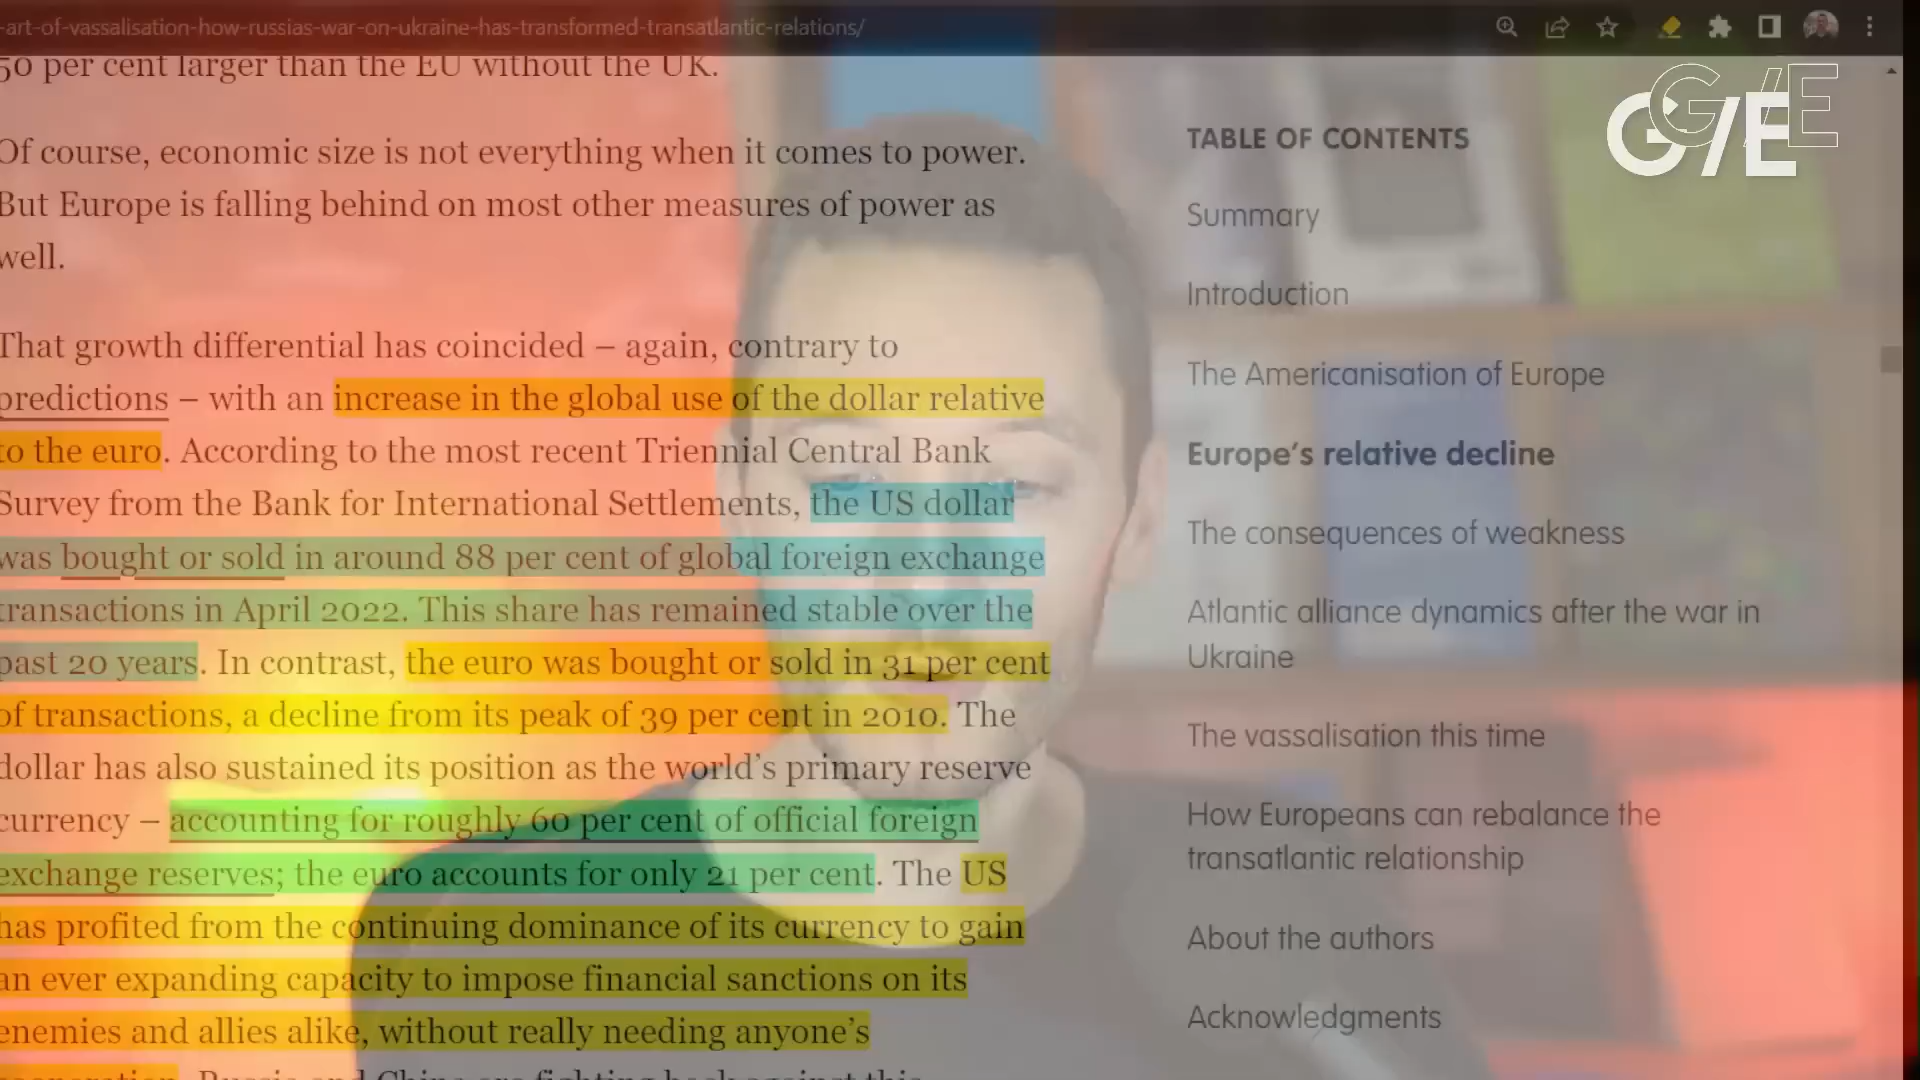 -art-of-vassalisation-how-russias-war-on-ukraine-has-transformed-transatlantic-relations/
50 per cent larger than the EU without the UK.
Of course, economic size is not everything when it comes to power.
But Europe is falling behind on most other measures of power as
well.
That growth differential has coincided – again, contrary to
predictions – with an increase in the global use of the dollar relative
to the euro. According to the most recent Triennial Central Bank
Survey from the Bank for International Settlements, the US dollar
was bought or sold in around 88 per cent of global foreign exchange
transactions in April 2022. This share has remained stable over the
past 20 years. In contrast, the euro was bought or sold in 31 per cent
of transactions, a decline from its peak of 39 per cent in 2010. The
dollar has also sustained its position as the world's primary reserve
currency – accounting for roughly 60 per cent of official foreign
exchange reserves; the euro accounts for only 21 per cent. The US
has profited from the continuing dominance of its currency to gain
an ever expanding capacity to impose financial sanctions on its
enemies and allies alike, without really needing anyone's
cooperation. Russia and China are fighting back against this
G/E
G/E
TABLE OF CONTENTS
Summary
Introduction
The Americanisation of Europe
Europe's relative decline
The consequences of weakness
Atlantic alliance dynamics after the war in
Ukraine
The vassalisation this time
How Europeans can rebalance the
transatlantic relationship
About the authors
Acknowledgments